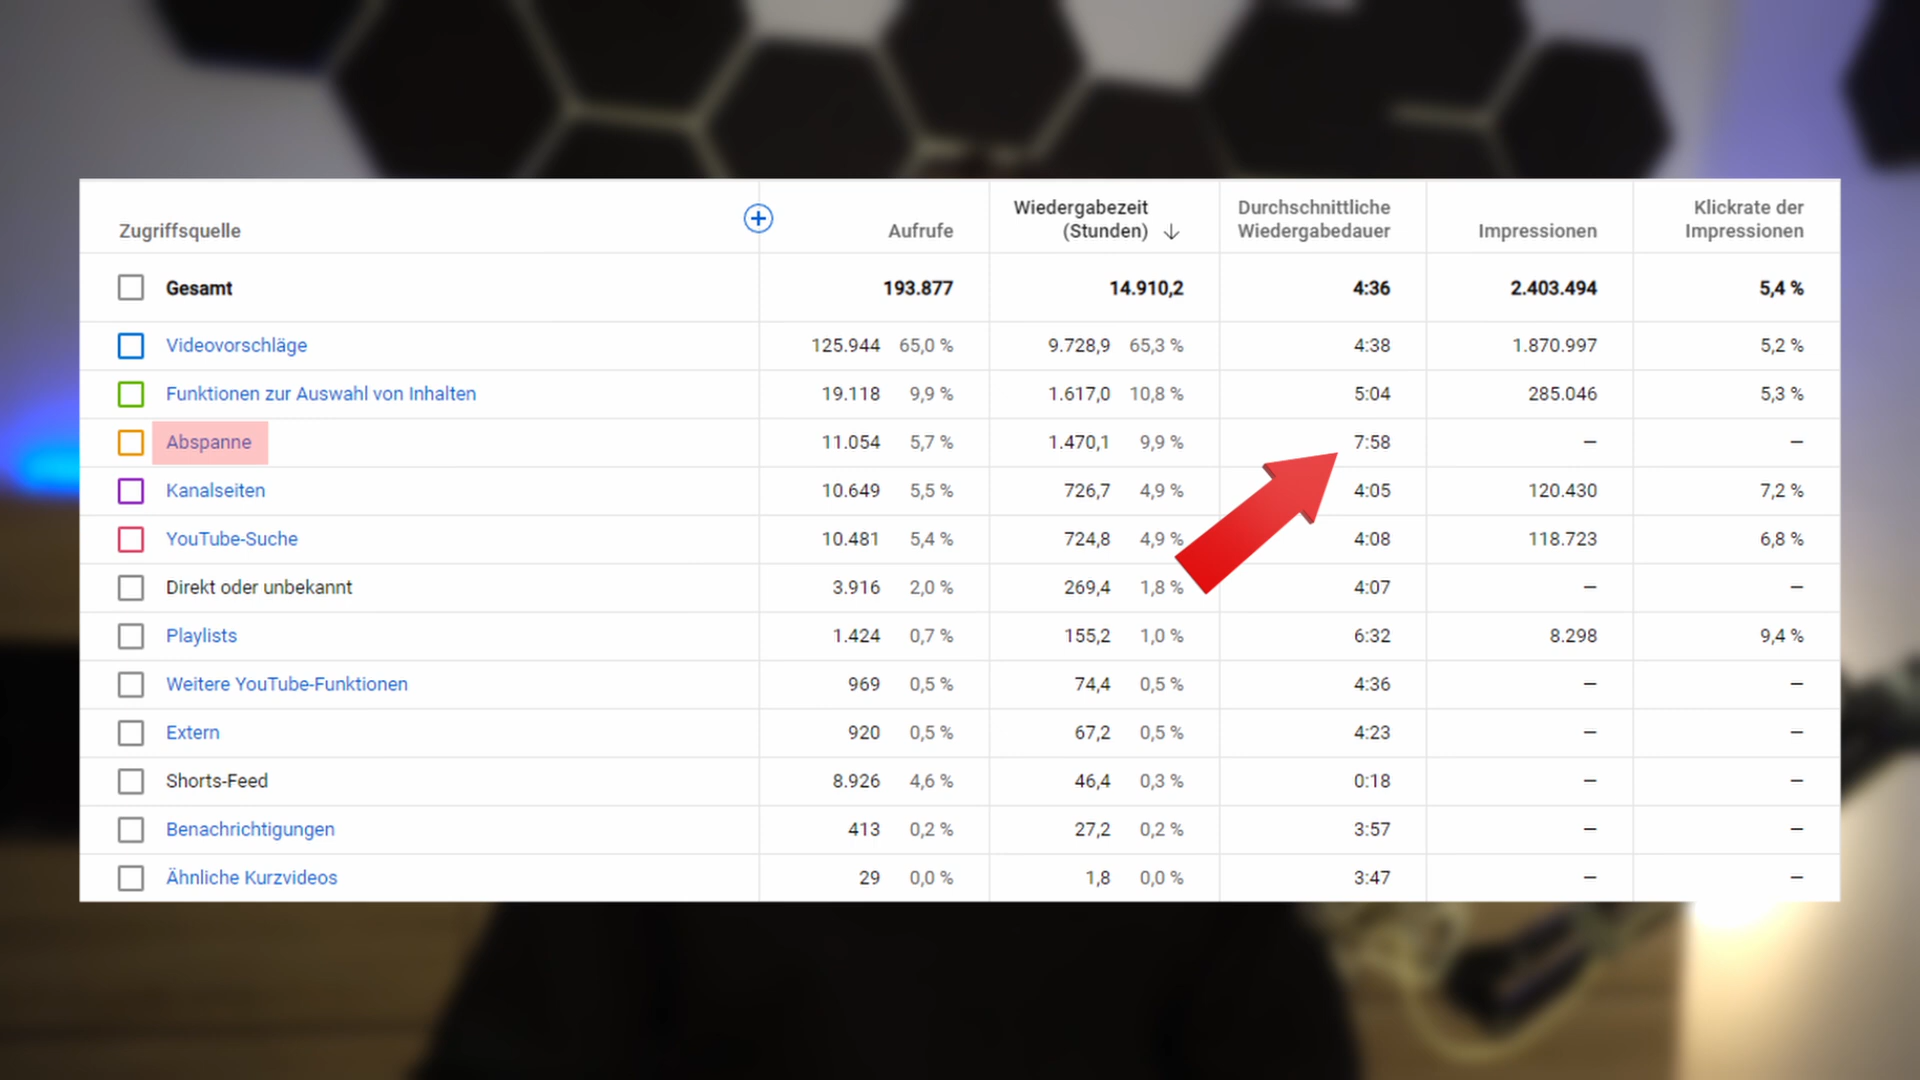 Zugriffsquelle Aufrufe Wiedergabezeit (Stunden) Durchschnittliche Wiedergabedauer Impressionen Klickrate der Impressionen
Gesamt 193.877 14.910,2 4:36 2.403.494 5,4 %
Videovorschläge 125.944 65,0 % 9.728,9 65,3 % 4:38 1.870.997 5,2 %
Funktionen zur Auswahl von Inhalten 19.118 9,9 % 1.617,0 10,8 % 5:04 285.046 5,3 %
Abspanne 11.054 5,7 % 1.470,1 9,9 % 7:58 – –
Kanalseiten 10.649 5,5 % 726,7 4,9 % 4:05 120.430 7,2 %
YouTube-Suche 10.481 5,4 % 724,8 4,9 % 4:08 118.723 6,8 %
Direkt oder unbekannt 3.916 2,0 % 269,4 1,8 % 4:07 – –
Playlists 1.424 0,7 % 155,2 1,0 % 6:32 8.298 9,4 %
Weitere YouTube-Funktionen 969 0,5 % 74,4 0,5 % 4:36 – –
Extern 920 0,5 % 67,2 0,5 % 4:23 – –
Shorts-Feed 8.926 4,6 % 46,4 0,3 % 0:18 – –
Benachrichtigungen 413 0,2 % 27,2 0,2 % 3:57 – –
Ähnliche Kurzvideos 29 0,0 % 1,8 0,0 % 3:47 – –